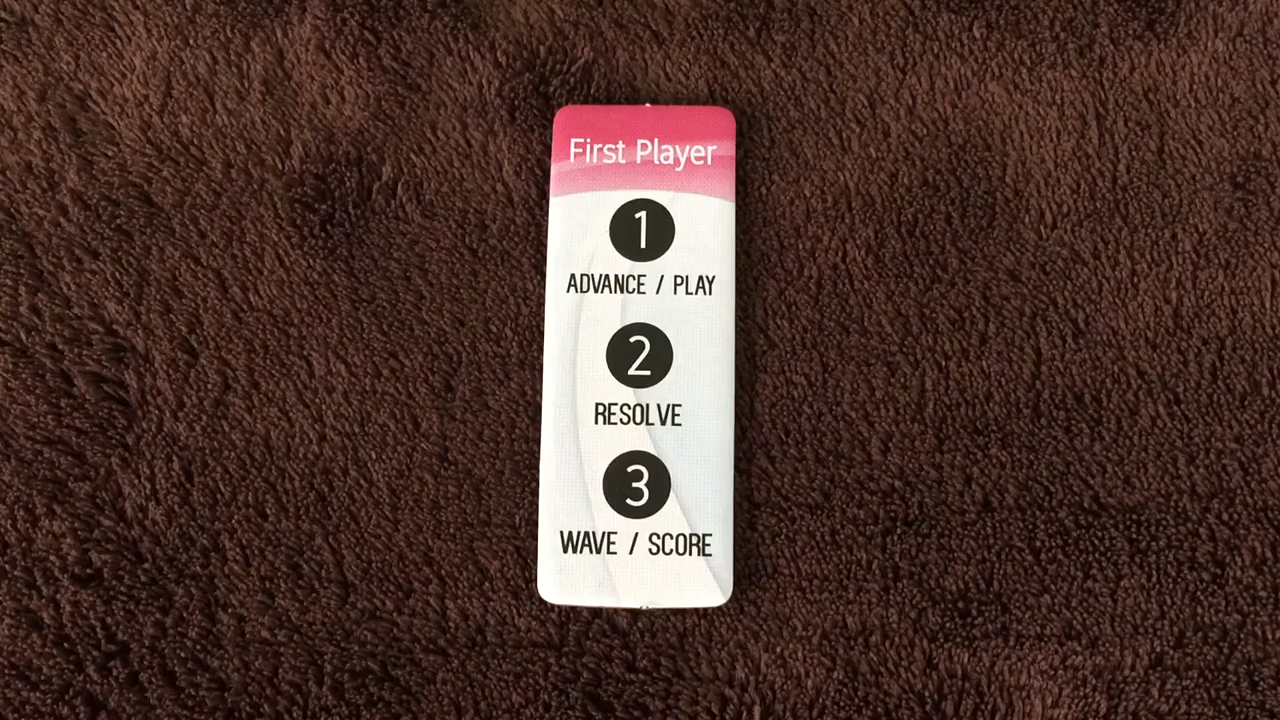 First Player
1
ADVANCE / PLAY
2
RESOLVE
3
WAVE / SCORE